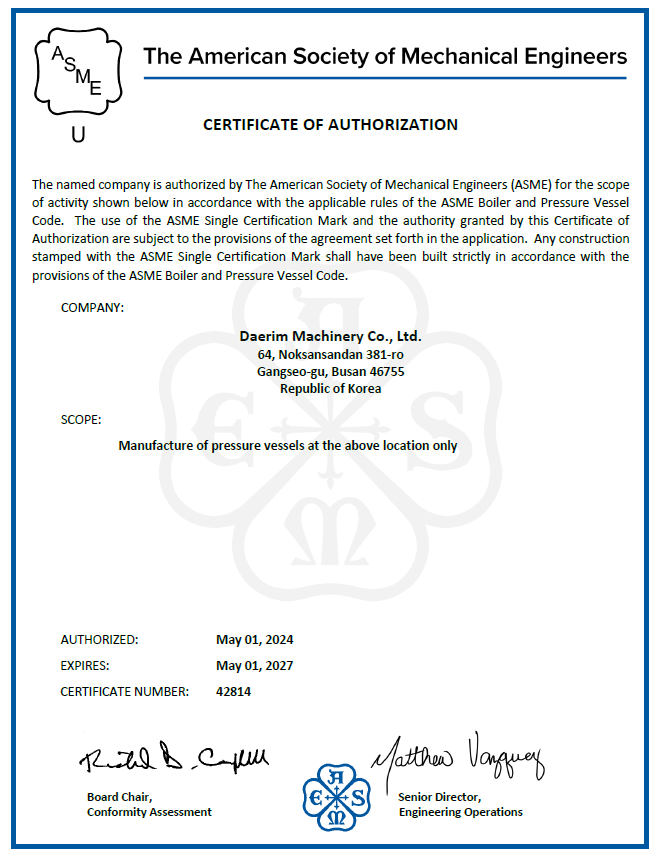 ASME
The American Society of Mechanical Engineers
U
CERTIFICATE OF AUTHORIZATION
The named company is authorized by The American Society of Mechanical Engineers (ASME) for the scope
of activity shown below in accordance with the applicable rules of the ASME Boiler and Pressure Vessel
Code. The use of the ASME Single Certification Mark and the authority granted by this Certificate of
Authorization are subject to the provisions of the agreement set forth in the application. Any construction
stamped with the ASME Single Certification Mark shall have been built strictly in accordance with the
provisions of the ASME Boiler and Pressure Vessel Code.
COMPANY:
Daerim Machinery Co., Ltd.
64, Noksansandan 381-ro
Gangseo-gu, Busan 46755
Republic of Korea
SCOPE:
Manufacture of pressure vessels at the above location only
AUTHORIZED: May 01, 2024
EXPIRES: May 01, 2027
CERTIFICATE NUMBER: 42814
Matthew Vazquez
Board Chair,
Conformity Assessment
A
E S
M
Senior Director,
Engineering Operations